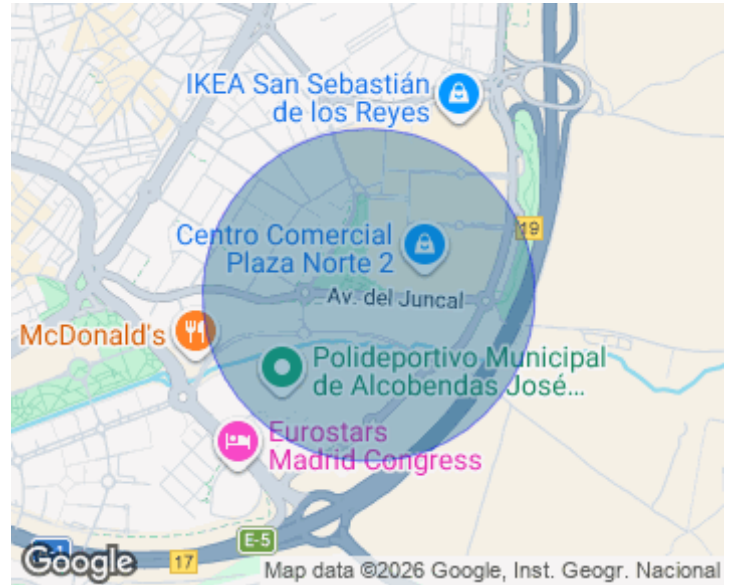 IKEA San Sebastián
de los Reyes
19
Centro Comercial
Plaza Norte 2
Av. del Juncal
McDonald's
Polideportivo Municipal
de Alcobendas José...
Eurostars
Madrid Congress
E-5
17
Google
Map data ©2026 Google, Inst. Geogr. Nacional